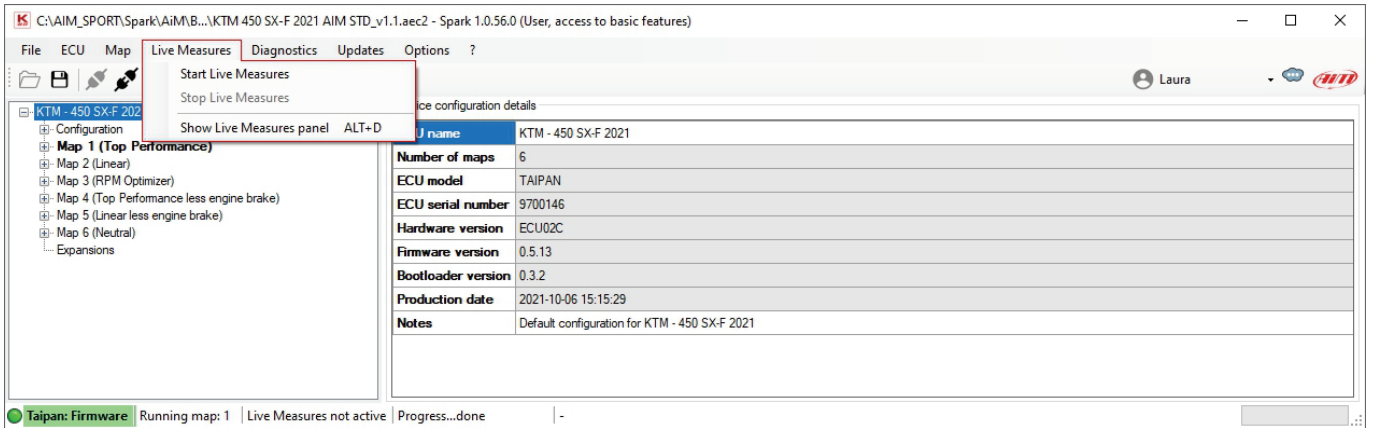 C:\AIM_SPORT\Spark\AiM\B...\KTM 450 SX-F 2021 AIM STD_v1.1.aec2 - Spark 1.0.56.0 (User, access to basic features)
File ECU Map Live Measures Diagnostics Updates Options ?
Start Live Measures
Stop Live Measures
Show Live Measures panel ALT+D
Laura
AiM
KTM - 450 SX-F 202
Configuration
Map 1 (Top Performance)
Map 2 (Linear)
Map 3 (RPM Optimizer)
Map 4 (Top Performance less engine brake)
Map 5 (Linear less engine brake)
Map 6 (Neutral)
Expansions
ice configuration details
U name KTM - 450 SX-F 2021
Number of maps 6
ECU model TAIPAN
ECU serial number 9700146
Hardware version ECU02C
Firmware version 0.5.13
Bootloader version 0.3.2
Production date 2021-10-06 15:15:29
Notes Default configuration for KTM - 450 SX-F 2021
Taipan: Firmware Running map: 1 Live Measures not active Progress...done -